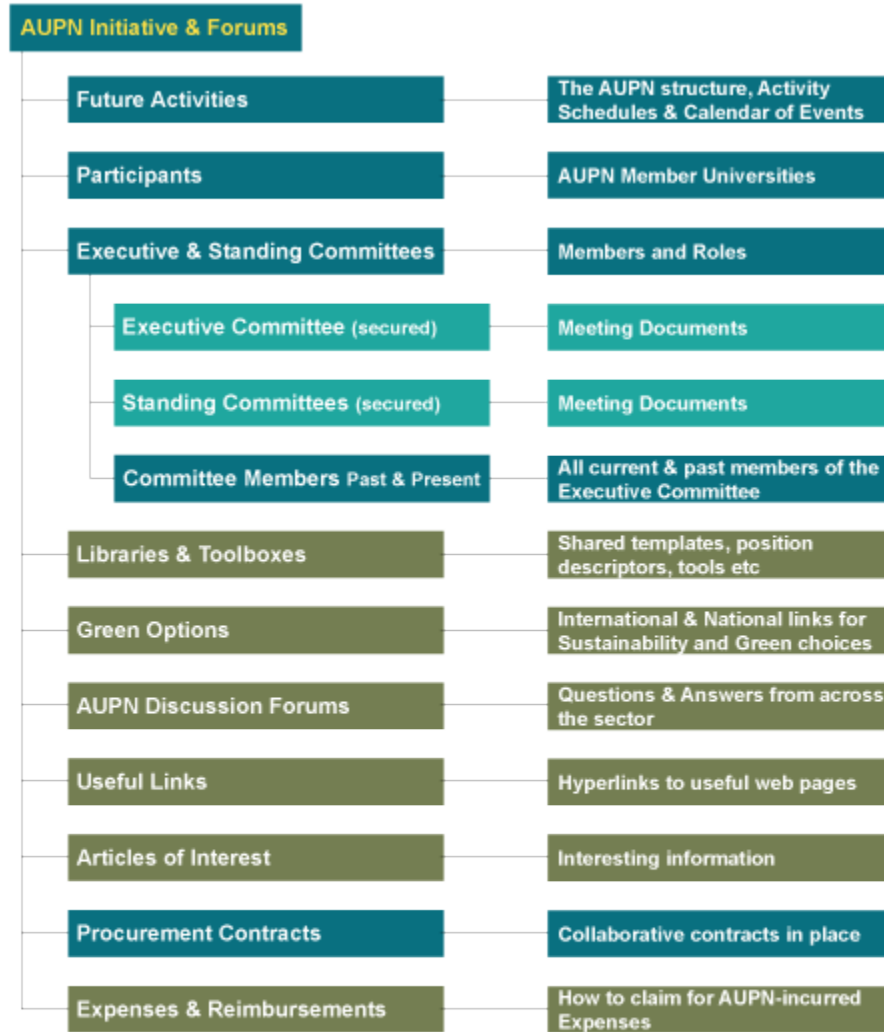 AUPN Initiative & Forums
Future Activities
The AUPN structure, Activity
Schedules & Calendar of Events
Participants
AUPN Member Universities
Executive & Standing Committees
Members and Roles
Executive Committee (secured)
Meeting Documents
Standing Committees (secured)
Meeting Documents
Committee Members Past & Present
All current & past members of the
Executive Committee
Libraries & Toolboxes
Shared templates, position
descriptors, tools etc
Green Options
International & National links for
Sustainability and Green choices
AUPN Discussion Forums
Questions & Answers from across
the sector
Useful Links
Hyperlinks to useful web pages
Articles of Interest
Interesting information
Procurement Contracts
Collaborative contracts in place
Expenses & Reimbursements
How to claim for AUPN-incurred
Expenses